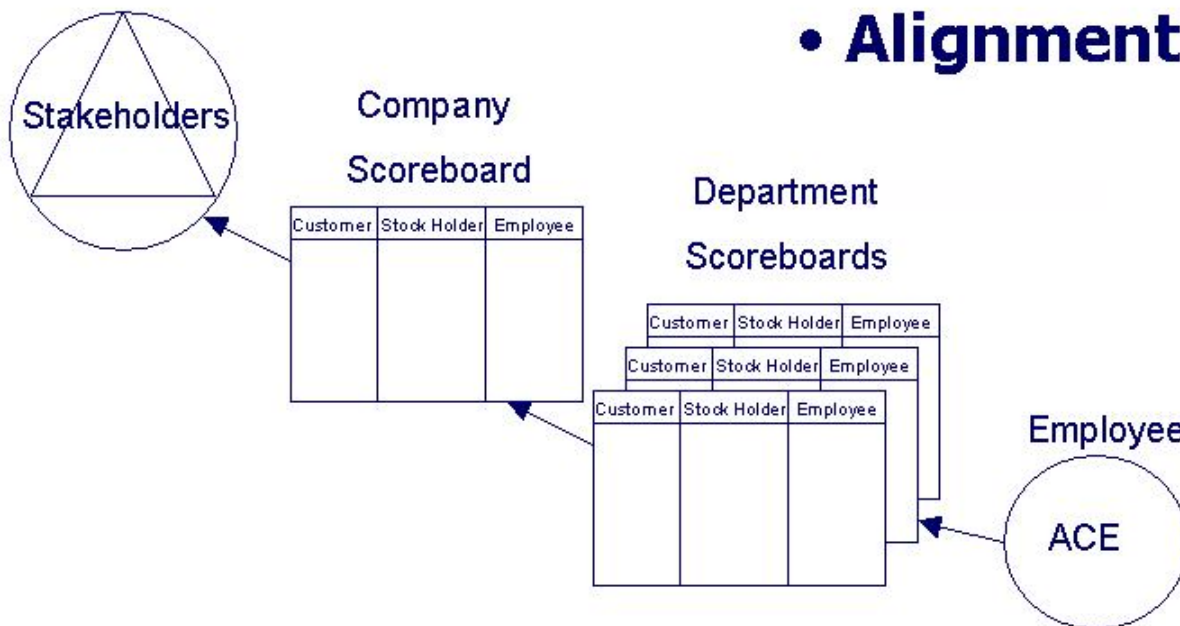 • Alignment
Stakeholders
Company
Scoreboard
Customer Stock Holder Employee
Department
Scoreboards
Customer Stock Holder Employee
Customer Stock Holder Employee
Customer Stock Holder Employee
Employee
ACE